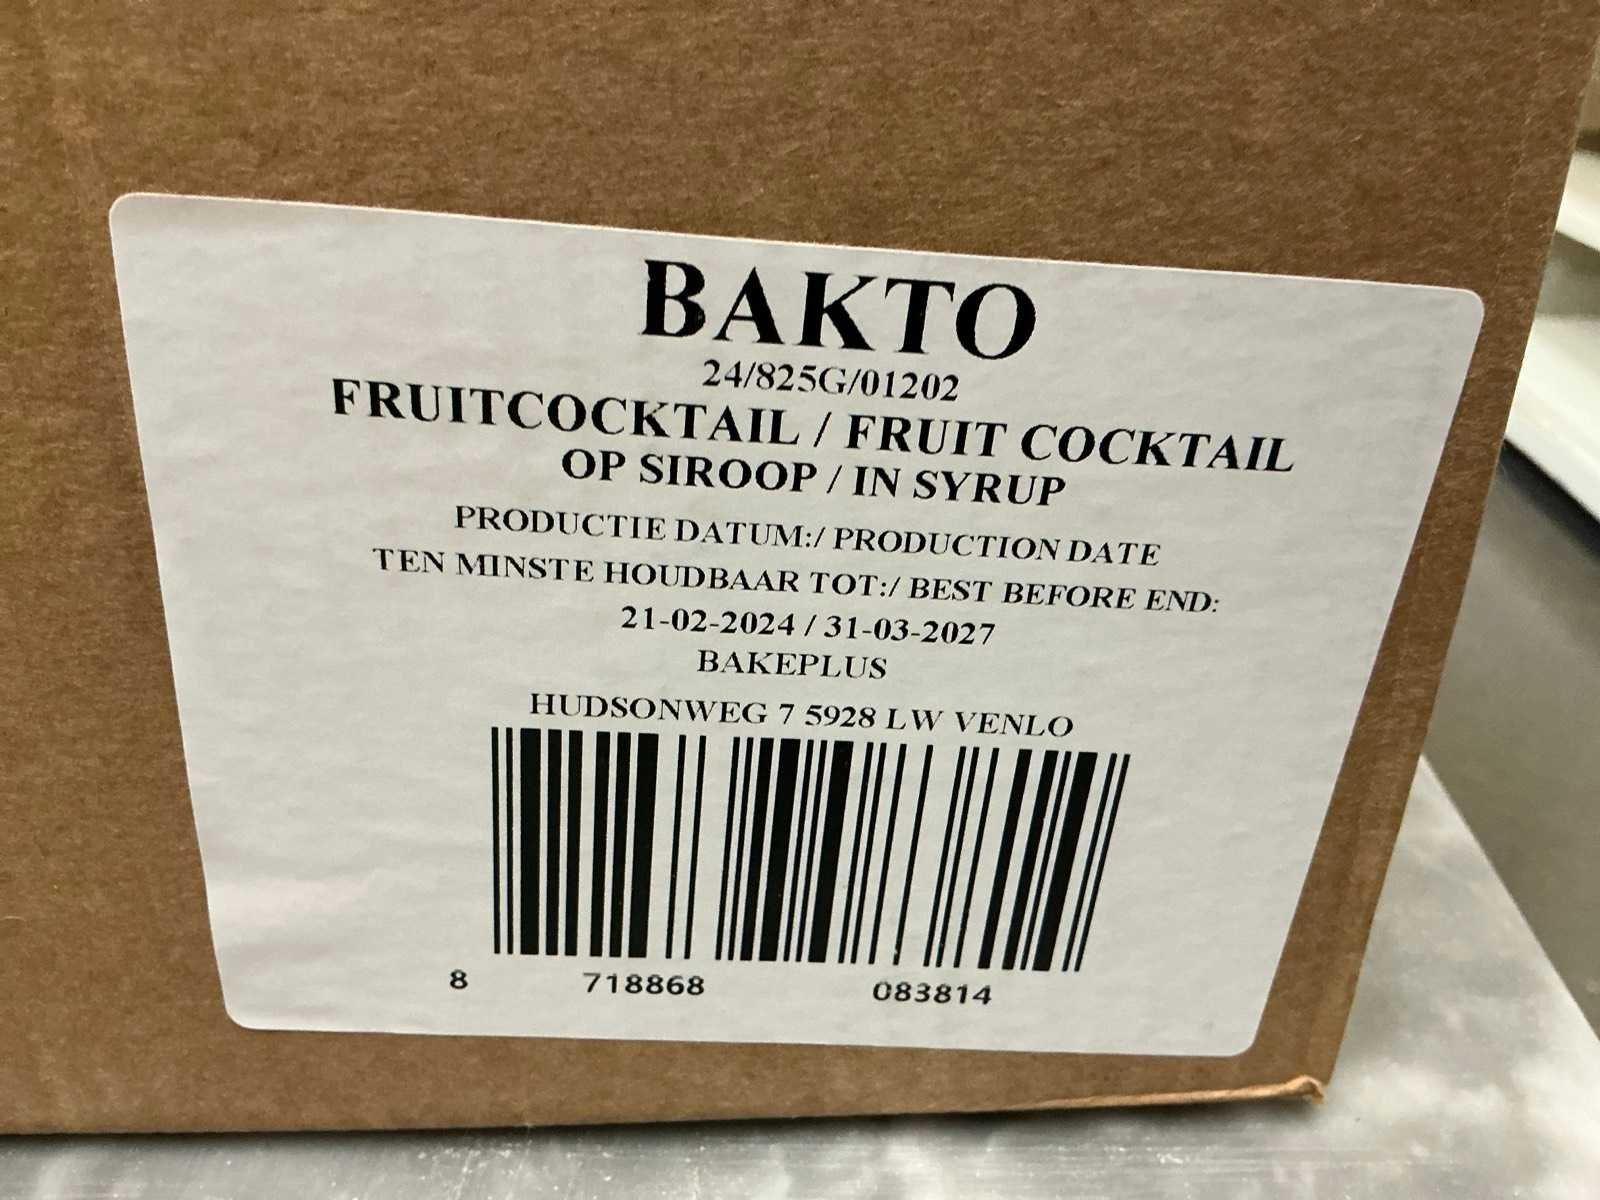 BAKTO
24/825G/01202
FRUITCOCKTAIL / FRUIT COCKTAIL
OP SIROOP / IN SYRUP
PRODUCTIE DATUM:/ PRODUCTION DATE
TEN MINSTE HOUDBAAR TOT:/ BEST BEFORE END:
21-02-2024 / 31-03-2027
BAKEPLUS
HUDSONWEG 7 5928 LW VENLO
8 718868 083814